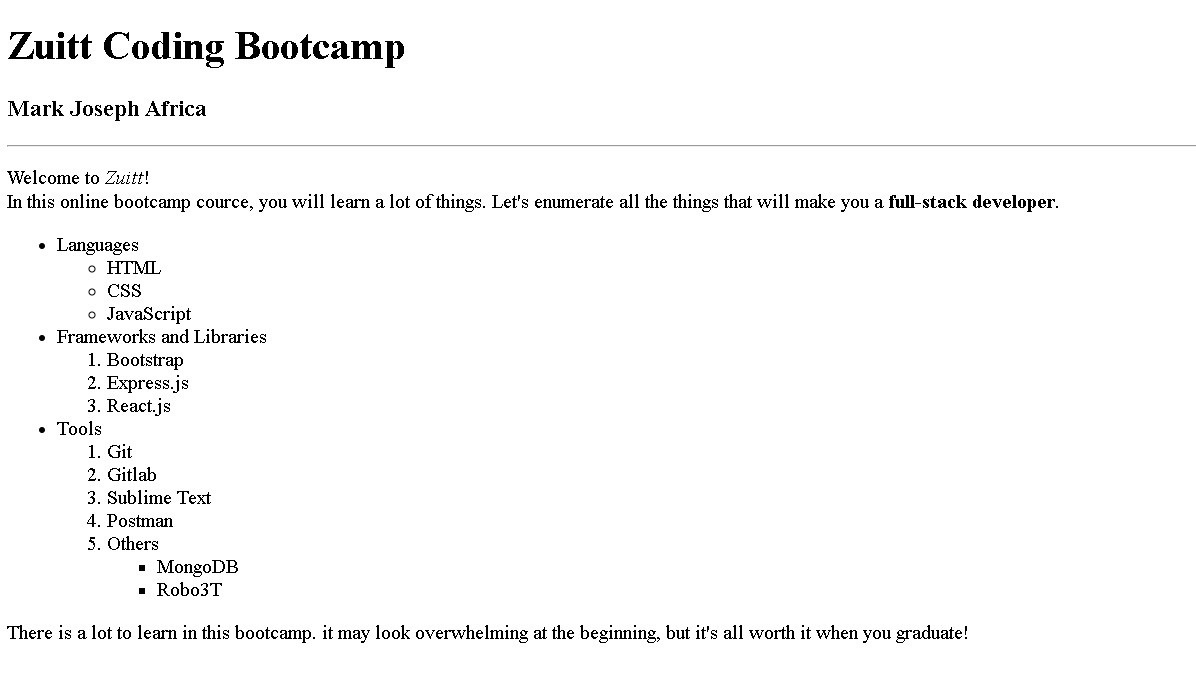 Zuitt Coding Bootcamp
Mark Joseph Africa
Welcome to Zuitt!
In this online bootcamp cource, you will learn a lot of things. Let's enumerate all the things that will make you a full-stack developer.
Languages
HTML
CSS
JavaScript
Frameworks and Libraries
1. Bootstrap
2. Express.js
3. React.js
Tools
1. Git
2. Gitlab
3. Sublime Text
4. Postman
5. Others
MongoDB
Robo3T
There is a lot to learn in this bootcamp. it may look overwhelming at the beginning, but it's all worth it when you graduate!